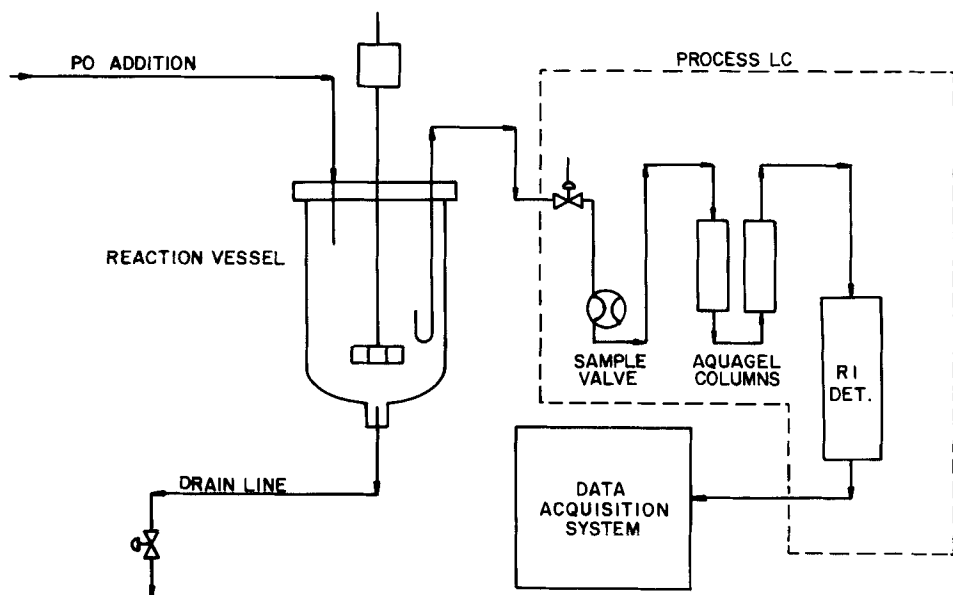 PO ADDITION
PROCESS LC
REACTION VESSEL
SAMPLE
VALVE
AQUAGEL
COLUMNS
RI
DET.
DRAIN LINE
DATA
ACQUISITION
SYSTEM